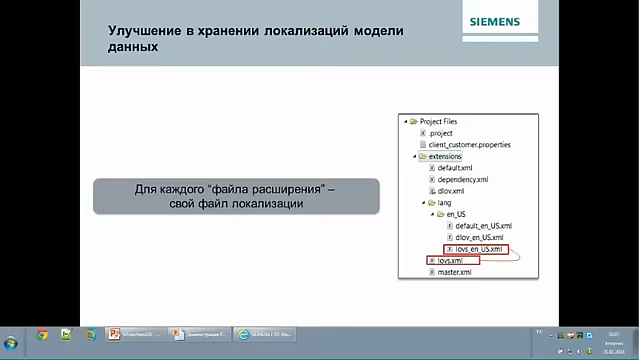 Улучшение в хранении локализаций модели
данных
SIEMENS
Для каждого “файла расширения” –
свой файл локализации
Project Files
.project
client_customer.properties
extensions
default.xml
dependency.xml
dlov.xml
lang
en_US
default_en_US.xml
dlov_en_US.xml
lovs_en_US.xml
lovs.xml
master.xml